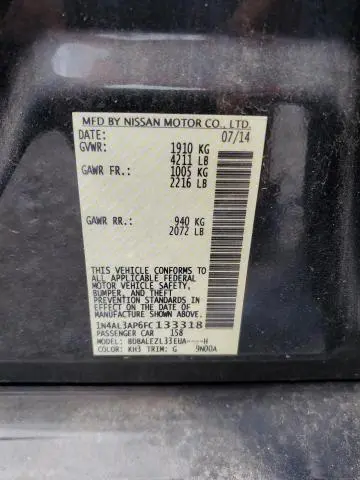 MFD BY NISSAN MOTOR CO., LTD.
DATE: 07/14
GVWR: 1910 KG
4211 LB
GAWR FR.: 1005 KG
2216 LB
GAWR RR.: 940 KG
2072 LB
THIS VEHICLE CONFORMS TO ALL
APPLICABLE FEDERAL
MOTOR VEHICLE SAFETY,
BUMPER, AND THEFT
PREVENTION STANDARDS
IN EFFECT ON THE DATE OF
MANUFACTURE SHOWN ABOVE.
1N4AL3AP6FC133318
PASSENGER CAR 158
MODEL: BDBALEZL33EUA----H
COLOR: KH3 TRIM: G 9N00A